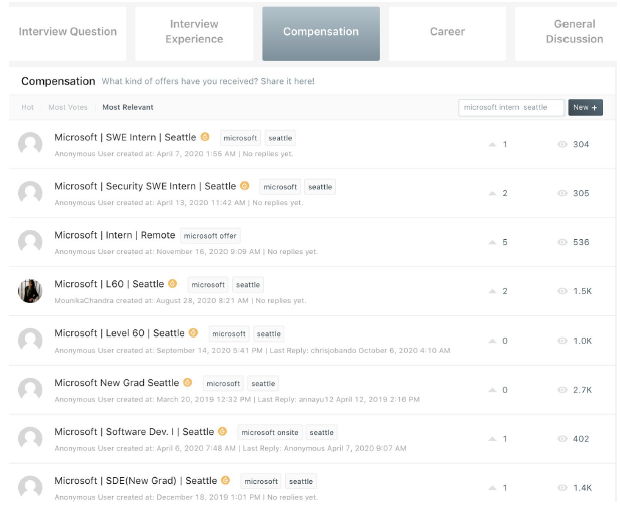 Interview Question
Interview Experience
Compensation
Career
General Discussion
Compensation What kind of offers have you received? Share it here!
Hot Most Votes Most Relevant microsoft intern seattle New +
Microsoft | SWE Intern | Seattle microsoft seattle 1 304
Anonymous User created at: April 7, 2020 1:55 AM | No replies yet.
Microsoft | Security SWE Intern | Seattle microsoft seattle 2 305
Anonymous User created at: April 13, 2020 11:42 AM | No replies yet.
Microsoft | Intern | Remote microsoft offer 5 536
Anonymous User created at: November 16, 2020 9:09 AM | No replies yet.
Microsoft | L60 | Seattle microsoft seattle 2 1.5K
MounikaChandra created at: August 28, 2020 8:21 AM | No replies yet.
Microsoft | Level 60 | Seattle microsoft seattle 0 1.0K
Anonymous User created at: September 14, 2020 5:41 PM | Last Reply: chrisjobando October 6, 2020 4:10 AM
Microsoft New Grad Seattle microsoft seattle 0 2.7K
Anonymous User created at: March 20, 2019 12:32 PM | Last Reply: annayu12 April 12, 2019 2:16 PM
Microsoft | Software Dev. I | Seattle microsoft onsite seattle 1 402
Anonymous User created at: April 6, 2020 7:48 AM | Last Reply: Anonymous April 7, 2020 9:07 AM
Microsoft | SDE(New Grad) | Seattle microsoft seattle 1 1.4K
Anonymous User created at: December 18, 2019 1:01 PM | No replies yet.